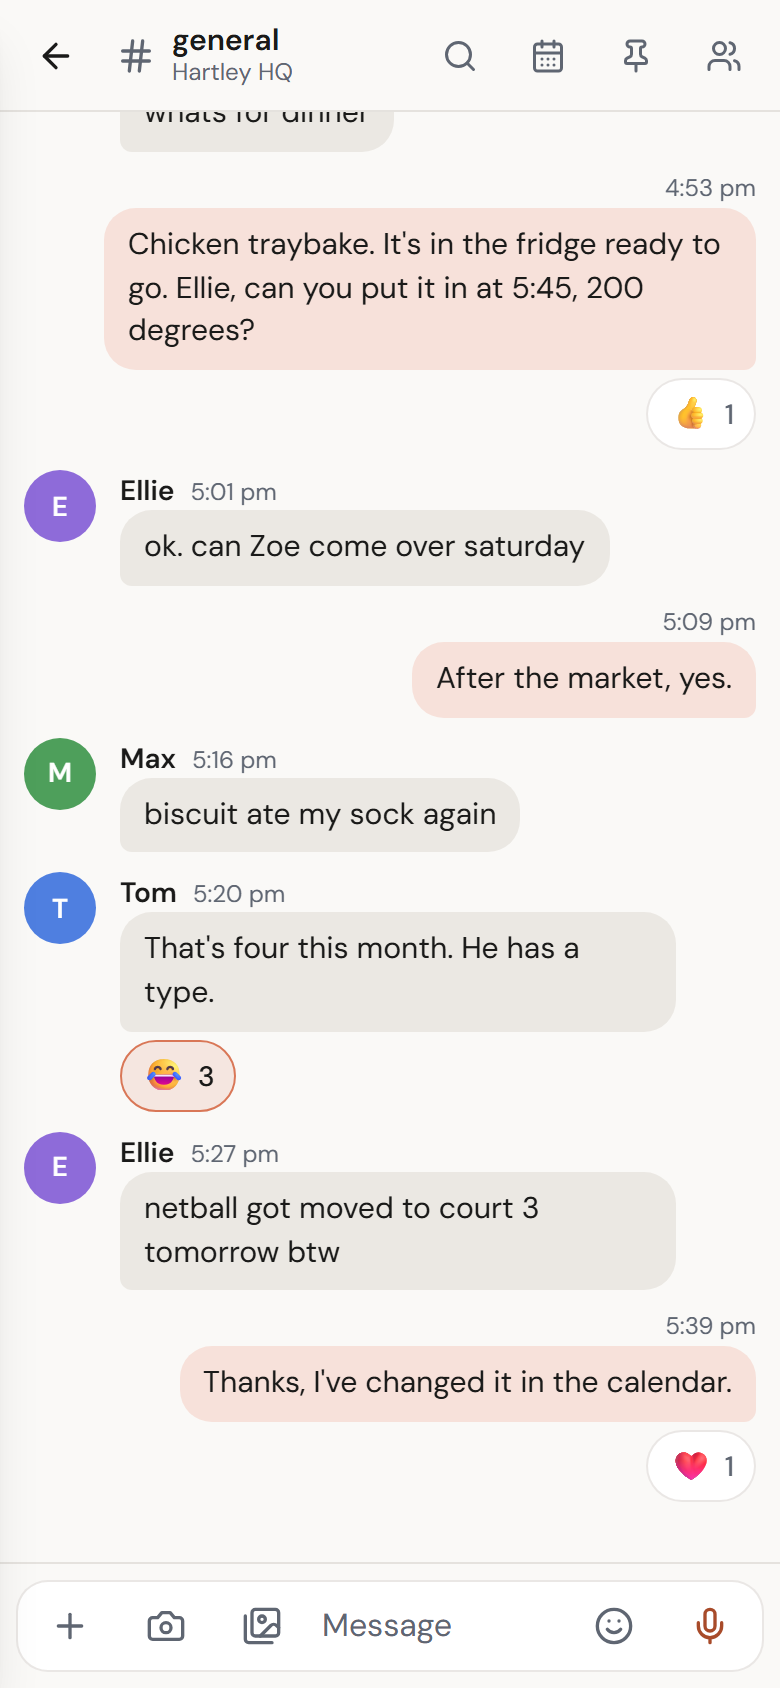 general
Hartley HQ
whats for dinner
4:53 pm
Chicken traybake. It's in the fridge ready to
go. Ellie, can you put it in at 5:45, 200
degrees?
👍 1
E
Ellie 5:01 pm
ok. can Zoe come over saturday
5:09 pm
After the market, yes.
M
Max 5:16 pm
biscuit ate my sock again
T
Tom 5:20 pm
That's four this month. He has a
type.
😂 3
E
Ellie 5:27 pm
netball got moved to court 3
tomorrow btw
5:39 pm
Thanks, I've changed it in the calendar.
❤️ 1
Message